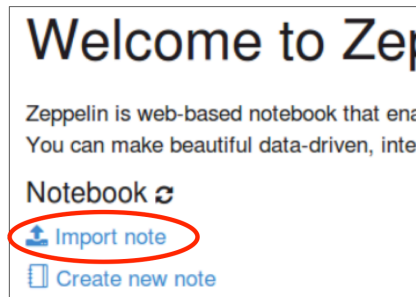 Welcome to Zep
Zeppelin is web-based notebook that ena
You can make beautiful data-driven, inte
Notebook
Import note
Create new note